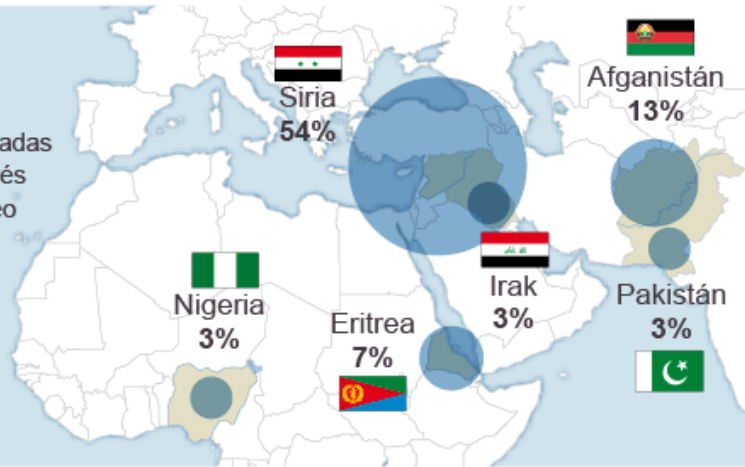 Siria
54%
Afganistán
13%
Nigeria
3%
Eritrea
7%
Irak
3%
Pakistán
3%